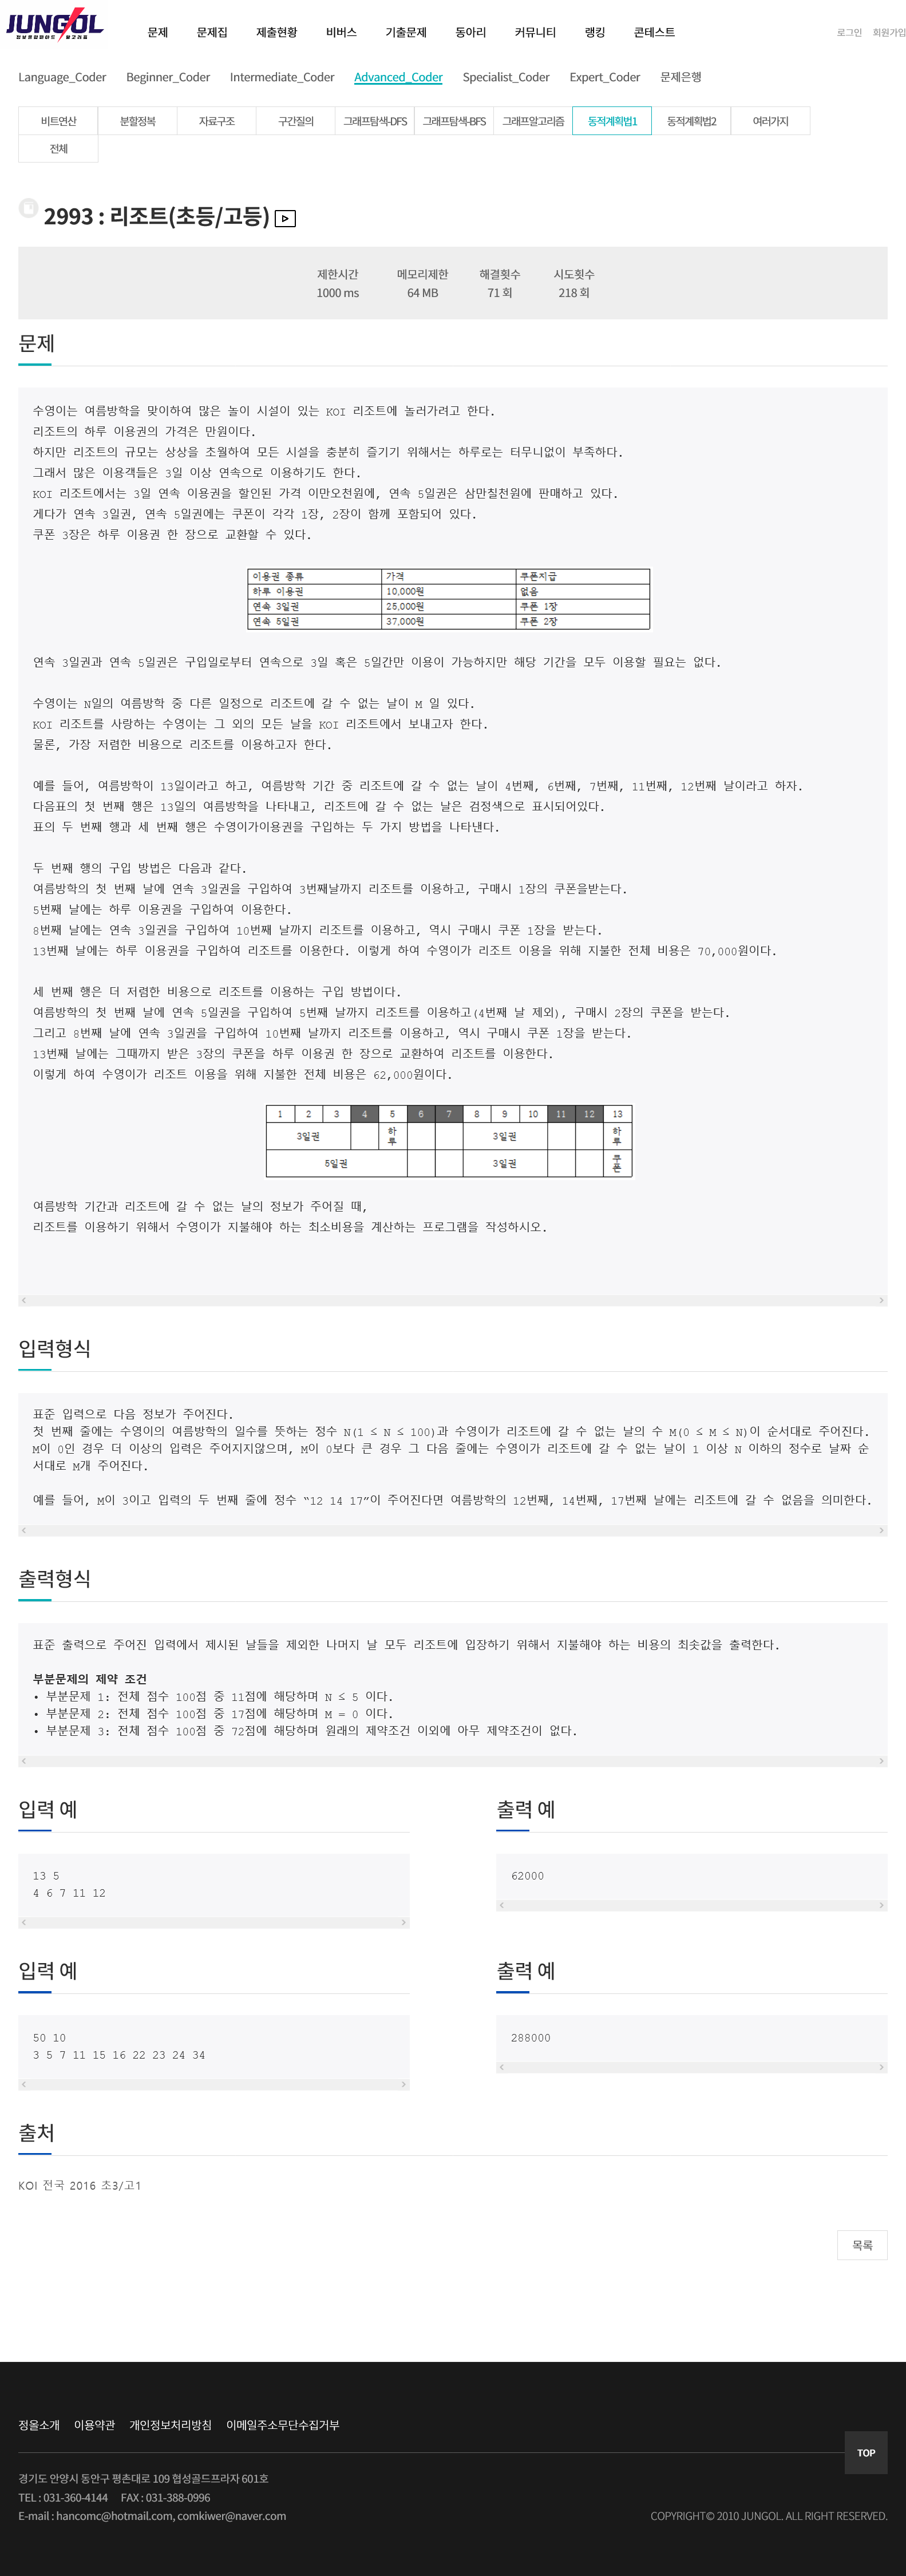 JUNGOL
정보올림피아드 / 알고리즘
문제 문제집 제출현황 비버스 기출문제 동아리 커뮤니티 랭킹 콘테스트
로그인 회원가입
Language_Coder Beginner_Coder Intermediate_Coder Advanced_Coder Specialist_Coder Expert_Coder 문제은행
비트연산 분할정복 자료구조 구간질의 그래프탐색-DFS 그래프탐색-BFS 그래프알고리즘 동적계획법1 동적계획법2 여러가지
전체
2993 : 리조트(초등/고등)
제한시간 메모리제한 해결횟수 시도횟수
1000 ms 64 MB 71 회 218 회
문제
수영이는 여름방학을 맞이하여 많은 놀이 시설이 있는 KOI 리조트에 놀러가려고 한다.
리조트의 하루 이용권의 가격은 만원이다.
하지만 리조트의 규모는 상상을 초월하여 모든 시설을 충분히 즐기기 위해서는 하루로는 터무니없이 부족하다.
그래서 많은 이용객들은 3일 이상 연속으로 이용하기도 한다.
KOI 리조트에서는 3일 연속 이용권을 할인된 가격 이만오천원에, 연속 5일권은 삼만칠천원에 판매하고 있다.
게다가 연속 3일권, 연속 5일권에는 쿠폰이 각각 1장, 2장이 함께 포함되어 있다.
쿠폰 3장은 하루 이용권 한 장으로 교환할 수 있다.
이용권 종류 가격 쿠폰지급
하루 이용권 10,000원 없음
연속 3일권 25,000원 쿠폰 1장
연속 5일권 37,000원 쿠폰 2장
연속 3일권과 연속 5일권은 구입일로부터 연속으로 3일 혹은 5일간만 이용이 가능하지만 해당 기간을 모두 이용할 필요는 없다.
수영이는 N일의 여름방학 중 다른 일정으로 리조트에 갈 수 없는 날이 M 일 있다.
KOI 리조트를 사랑하는 수영이는 그 외의 모든 날을 KOI 리조트에서 보내고자 한다.
물론, 가장 저렴한 비용으로 리조트를 이용하고자 한다.
예를 들어, 여름방학이 13일이라고 하고, 여름방학 기간 중 리조트에 갈 수 없는 날이 4번째, 6번째, 7번째, 11번째, 12번째 날이라고 하자.
다음표의 첫 번째 행은 13일의 여름방학을 나타내고, 리조트에 갈 수 없는 날은 검정색으로 표시되어있다.
표의 두 번째 행과 세 번째 행은 수영이가이용권을 구입하는 두 가지 방법을 나타낸다.
두 번째 행의 구입 방법은 다음과 같다.
여름방학의 첫 번째 날에 연속 3일권을 구입하여 3번째날까지 리조트를 이용하고, 구매시 1장의 쿠폰을받는다.
5번째 날에는 하루 이용권을 구입하여 이용한다.
8번째 날에는 연속 3일권을 구입하여 10번째 날까지 리조트를 이용하고, 역시 구매시 쿠폰 1장을 받는다.
13번째 날에는 하루 이용권을 구입하여 리조트를 이용한다. 이렇게 하여 수영이가 리조트 이용을 위해 지불한 전체 비용은 70,000원이다.
세 번째 행은 더 저렴한 비용으로 리조트를 이용하는 구입 방법이다.
여름방학의 첫 번째 날에 연속 5일권을 구입하여 5번째 날까지 리조트를 이용하고(4번째 날 제외), 구매시 2장의 쿠폰을 받는다.
그리고 8번째 날에 연속 3일권을 구입하여 10번째 날까지 리조트를 이용하고, 역시 구매시 쿠폰 1장을 받는다.
13번째 날에는 그때까지 받은 3장의 쿠폰을 하루 이용권 한 장으로 교환하여 리조트를 이용한다.
이렇게 하여 수영이가 리조트 이용을 위해 지불한 전체 비용은 62,000원이다.
1 2 3 4 5 6 7 8 9 10 11 12 13
3일권 하루 3일권 하루
5일권 3일권 쿠폰
여름방학 기간과 리조트에 갈 수 없는 날의 정보가 주어질 때,
리조트를 이용하기 위해서 수영이가 지불해야 하는 최소비용을 계산하는 프로그램을 작성하시오.
입력형식
표준 입력으로 다음 정보가 주어진다.
첫 번째 줄에는 수영이의 여름방학의 일수를 뜻하는 정수 N(1 ≤ N ≤ 100)과 수영이가 리조트에 갈 수 없는 날의 수 M(0 ≤ M ≤ N)이 순서대로 주어진다.
M이 0인 경우 더 이상의 입력은 주어지지않으며, M이 0보다 큰 경우 그 다음 줄에는 수영이가 리조트에 갈 수 없는 날이 1 이상 N 이하의 정수로 날짜 순
서대로 M개 주어진다.
예를 들어, M이 3이고 입력의 두 번째 줄에 정수 “12 14 17”이 주어진다면 여름방학의 12번째, 14번째, 17번째 날에는 리조트에 갈 수 없음을 의미한다.
출력형식
표준 출력으로 주어진 입력에서 제시된 날들을 제외한 나머지 날 모두 리조트에 입장하기 위해서 지불해야 하는 비용의 최솟값을 출력한다.
부분문제의 제약 조건
• 부분문제 1: 전체 점수 100점 중 11점에 해당하며 N ≤ 5 이다.
• 부분문제 2: 전체 점수 100점 중 17점에 해당하며 M = 0 이다.
• 부분문제 3: 전체 점수 100점 중 72점에 해당하며 원래의 제약조건 이외에 아무 제약조건이 없다.
입력 예 출력 예
13 5 62000
4 6 7 11 12
입력 예 출력 예
50 10 288000
3 5 7 11 15 16 22 23 24 34
출처
KOI 전국 2016 초3/고1
목록
정올소개 이용약관 개인정보처리방침 이메일주소무단수집거부
TOP
경기도 안양시 동안구 평촌대로 109 협성골드프라자 601호
TEL : 031-360-4144 FAX : 031-388-0996
E-mail : hancomc@hotmail.com, comkiwer@naver.com
COPYRIGHT© 2010 JUNGOL. ALL RIGHT RESERVED.